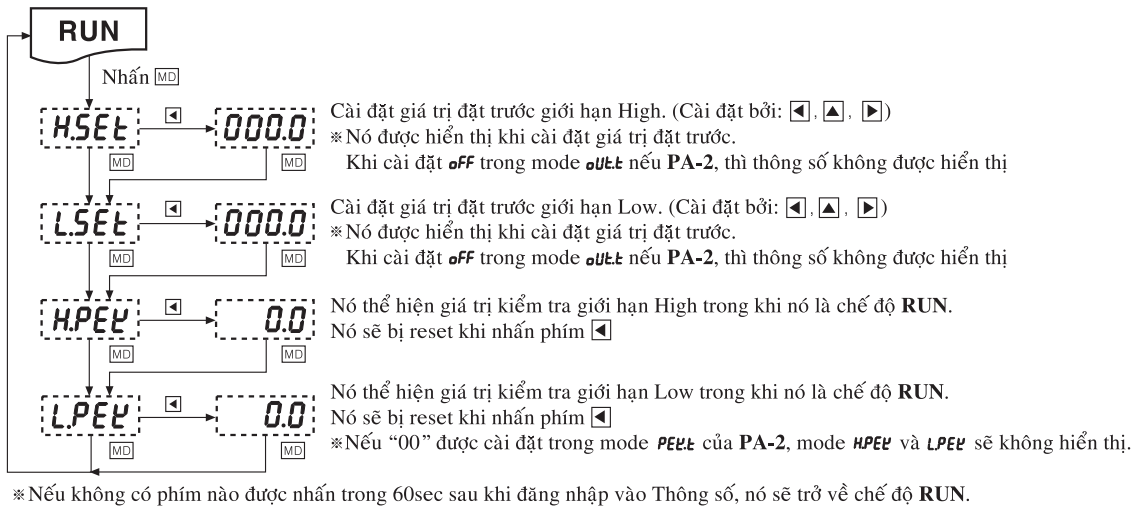 RUN
Nhấn MD
H.SEt ◀ 000.0
MD MD
Cài đặt giá trị đặt trước giới hạn High. (Cài đặt bởi: ◀, ▲, ▶)
※Nó được hiển thị khi cài đặt giá trị đặt trước.
Khi cài đặt oFF trong mode oUt.t nếu PA-2, thì thông số không được hiển thị
L.SEt ◀ 000.0
MD MD
Cài đặt giá trị đặt trước giới hạn Low. (Cài đặt bởi: ◀, ▲, ▶)
※Nó được hiển thị khi cài đặt giá trị đặt trước.
Khi cài đặt oFF trong mode oUt.t nếu PA-2, thì thông số không được hiển thị
H.PEK ◀ 0.0
MD MD
Nó thể hiện giá trị kiểm tra giới hạn High trong khi nó là chế độ RUN.
Nó sẽ bị reset khi nhấn phím ◀
L.PEK ◀ 0.0
MD MD
Nó thể hiện giá trị kiểm tra giới hạn Low trong khi nó là chế độ RUN.
Nó sẽ bị reset khi nhấn phím ◀
※Nếu “00” được cài đặt trong mode PEK.t của PA-2, mode H.PEK và L.PEK sẽ không hiển thị.
※Nếu không có phím nào được nhấn trong 60sec sau khi đăng nhập vào Thông số, nó sẽ trở về chế độ RUN.